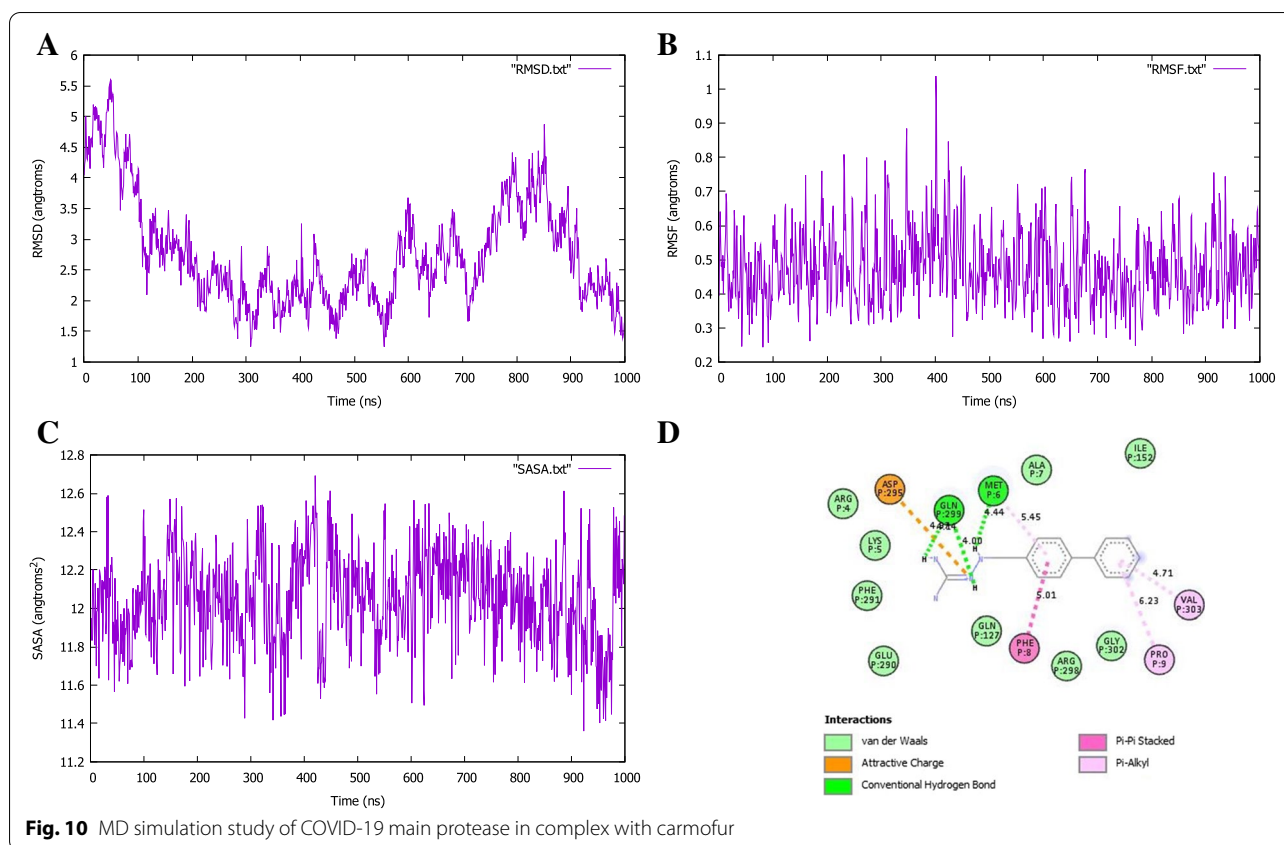 A
"RMSD.txt"
6
5.5
5
4.5
4
3.5
3
2.5
2
1.5
1
RMSD (angtroms)
0 100 200 300 400 500 600 700 800 900 1000
Time (ns)
B
"RMSF.txt"
1.1
1
0.9
0.8
0.7
0.6
0.5
0.4
0.3
0.2
RMSF (angtroms)
0 100 200 300 400 500 600 700 800 900 1000
Time (ns)
C
"SASA.txt"
12.8
12.6
12.4
12.2
12
11.8
11.6
11.4
11.2
SASA (angtroms²)
0 100 200 300 400 500 600 700 800 900 1000
Time (ns)
D
ILE
P:152
ALA
P:7
MET
P:6
ASP
P:295
ARG
P:4
GLN
P:299
5.45
4.44
4.00
LYS
P:5
H
N
H
N
H
N
4.71
5.01
6.23
VAL
P:303
PHE
P:291
GLN
P:127
PHE
P:8
GLY
P:302
ARG
P:298
PRO
P:9
GLU
P:290
Interactions
van der Waals
Attractive Charge
Conventional Hydrogen Bond
Pi-Pi Stacked
Pi-Alkyl
Fig. 10 MD simulation study of COVID-19 main protease in complex with carmofur